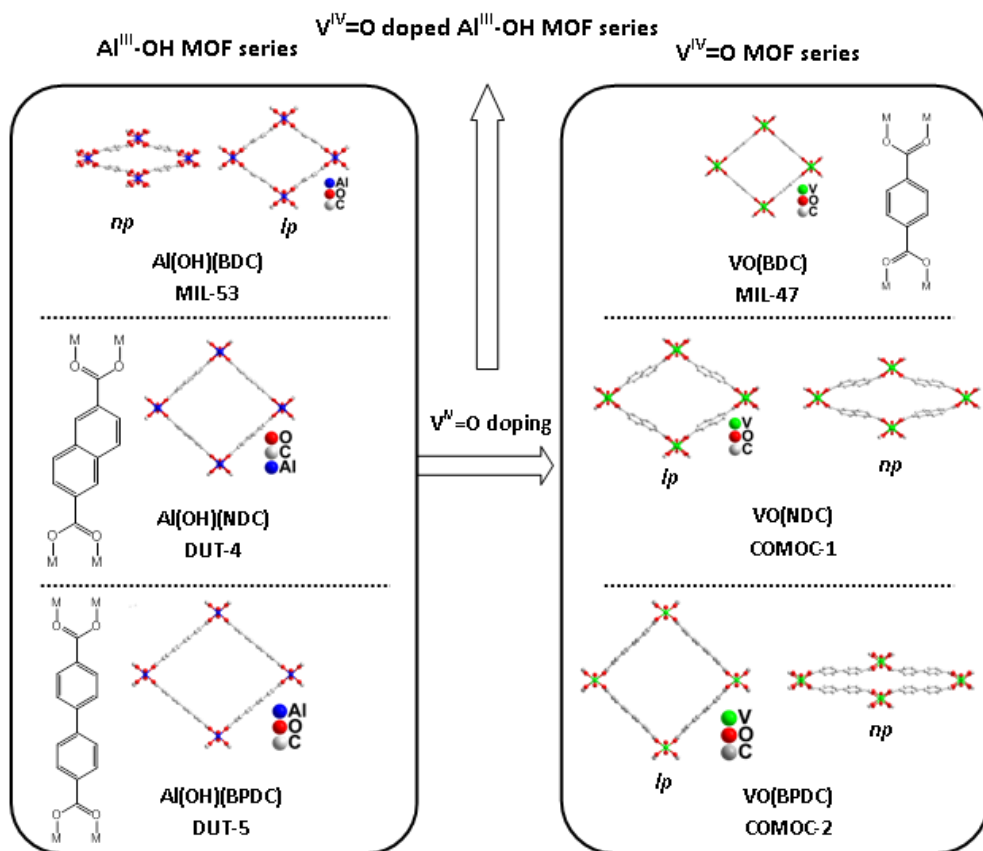 V^IV=O doped Al^III-OH MOF series
Al^III-OH MOF series
V^IV=O MOF series
np
lp
Al
O
C
Al(OH)(BDC)
MIL-53
M M
O O
O O
M M
O
C
Al
Al(OH)(NDC)
DUT-4
M M
O O
O O
M M
Al
O
C
Al(OH)(BPDC)
DUT-5
V^IV=O doping
V
O
C
VO(BDC)
MIL-47
M M
O O
O O
M M
lp
V
O
C
np
VO(NDC)
COMOC-1
lp
V
O
C
np
VO(BPDC)
COMOC-2
M M
O O
O O
M M